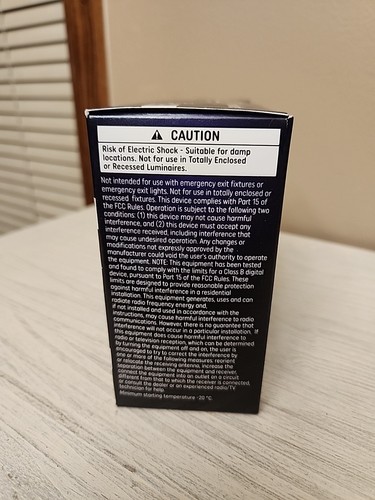 ⚠ CAUTION
Risk of Electric Shock - Suitable for damp
locations. Not for use in Totally Enclosed
or Recessed Luminaires.
Not intended for use with emergency exit fixtures or
emergency exit lights. Not for use in totally enclosed or
recessed fixtures. This device complies with Part 15 of
the FCC Rules. Operation is subject to the following two
conditions: (1) this device may not cause harmful
interference, and (2) this device must accept any
interference received, including interference that
may cause undesired operation. Any changes or
modifications not expressly approved by the
manufacturer could void the user's authority to operate
the equipment. NOTE: This equipment has been tested
and found to comply with the limits for a Class B digital
device, pursuant to Part 15 of the FCC Rules. These
limits are designed to provide reasonable protection
against harmful interference in a residential
installation. This equipment generates, uses and can
radiate radio frequency energy and,
if not installed and used in accordance with the
instructions, may cause harmful interference to radio
communications. However, there is no guarantee that
interference will not occur in a particular installation. If
this equipment does cause harmful interference to
radio or television reception, which can be determined
by turning the equipment off and on, the user is
encouraged to try to correct the interference by
one or more of the following measures: reorient
or relocate the receiving antenna, increase the
separation between the equipment and receiver,
connect the equipment into an outlet on a circuit
different from that to which the receiver is connected,
or consult the dealer or an experienced radio/TV
technician for help.
Minimum starting temperature -20 °C.